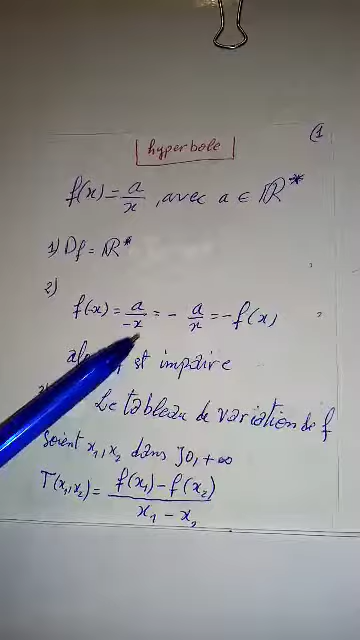 (1
hyperbole
f(x) = a/x , avec a ∈ ℝ*
1) Df = ℝ*
2)
f(-x) = a/-x = - a/x = - f(x)
est impaire
Le tableau de variation de f
Soient x₁, x₂ dans ]0, +∞
T(x₁,x₂) = f(x₁) - f(x₂) / x₁ - x₂